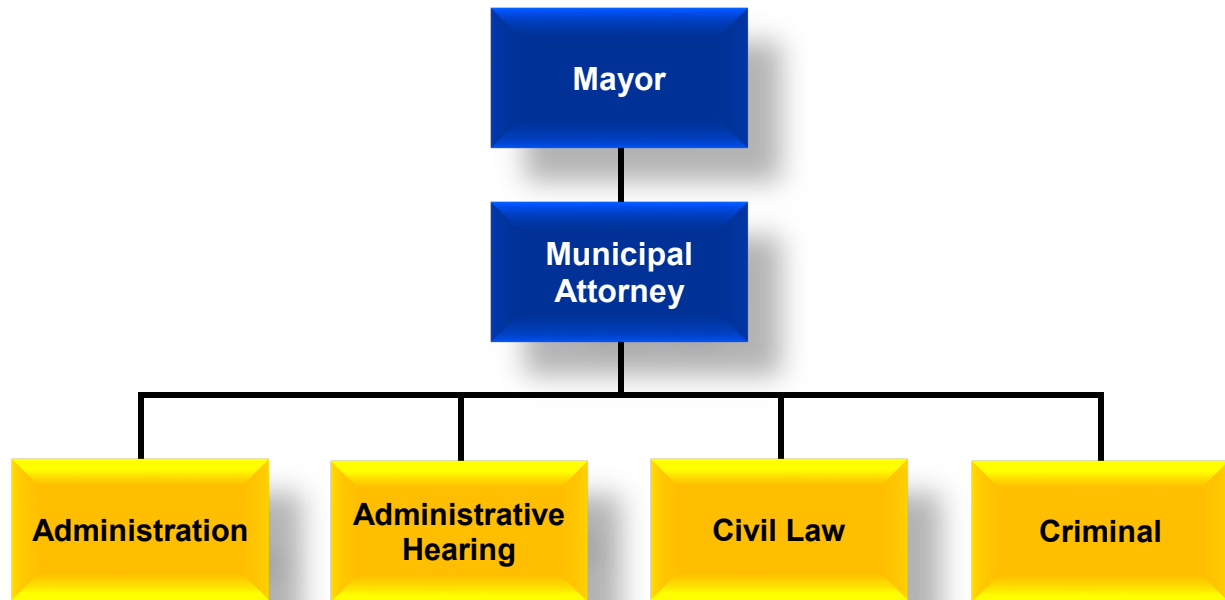 Mayor
Municipal
Attorney
Administration
Administrative
Hearing
Civil Law
Criminal